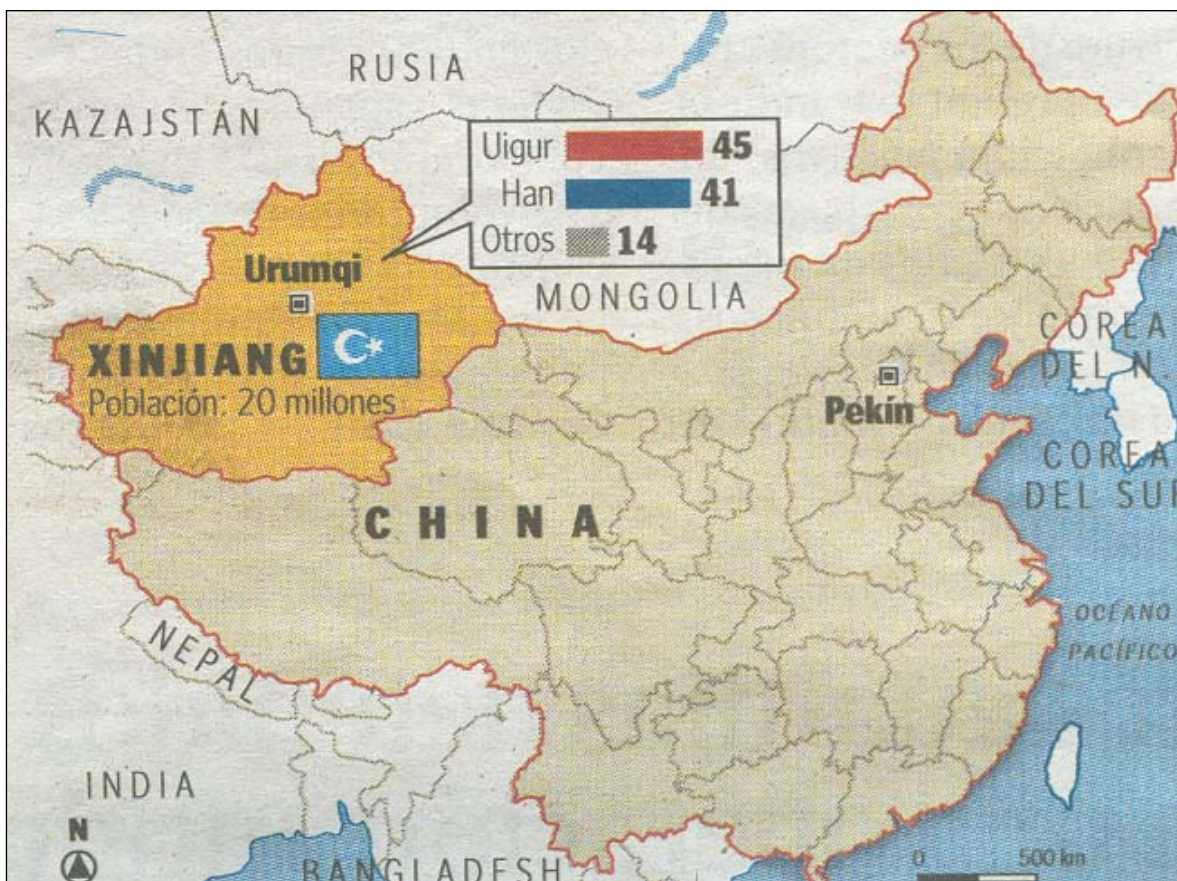 RUSIA
KAZAJSTÁN
Uigur 45
Han 41
Otros 14
Urumqi
MONGOLIA
XINJIANG
Población: 20 millones
COREA
DEL N.
Pekín
COREA
DEL SUR
CHINA
OCÉANO
PACÍFICO
NEPAL
INDIA
N
BANGLADESH
0 500 km